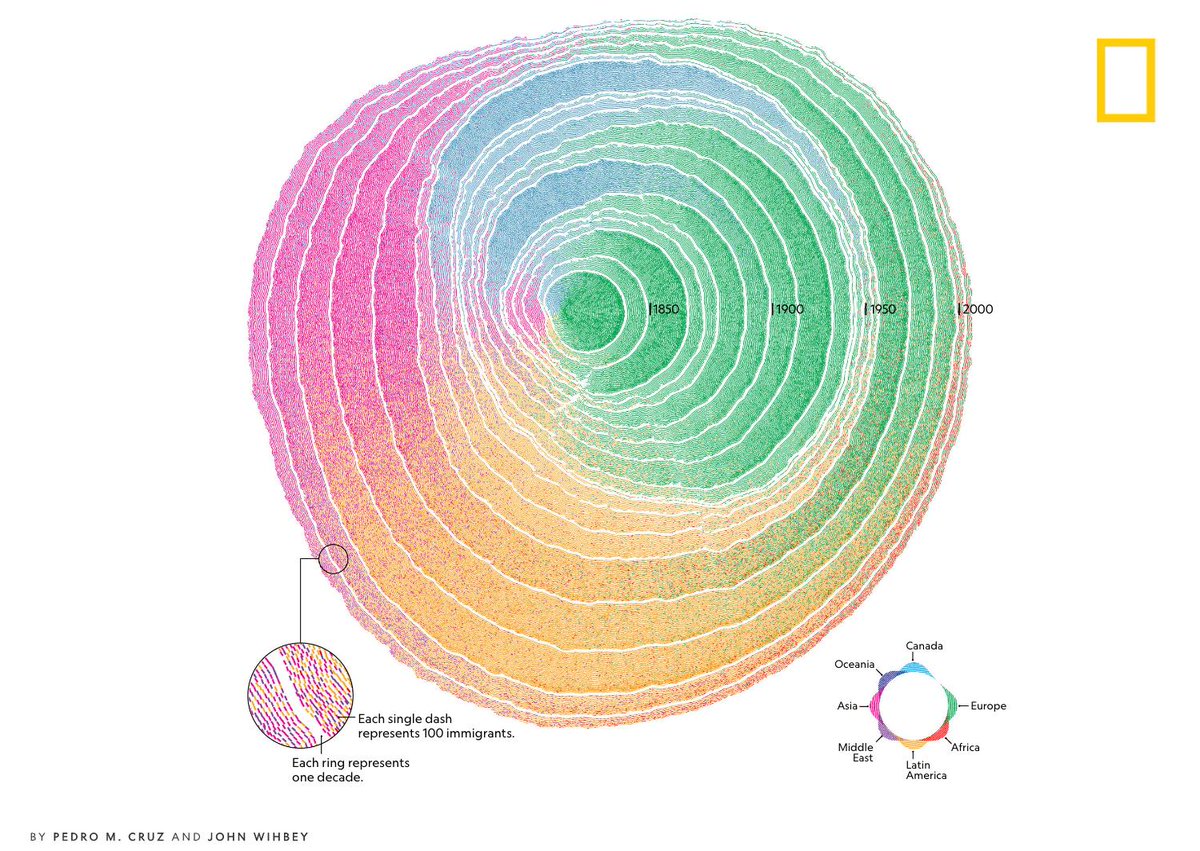 1850
1900
1950
2000
Canada
Oceania
Asia
Europe
Middle
East
Africa
Latin
America
Each single dash
represents 100 immigrants.
Each ring represents
one decade.
BY PEDRO M. CRUZ AND JOHN WIHBEY